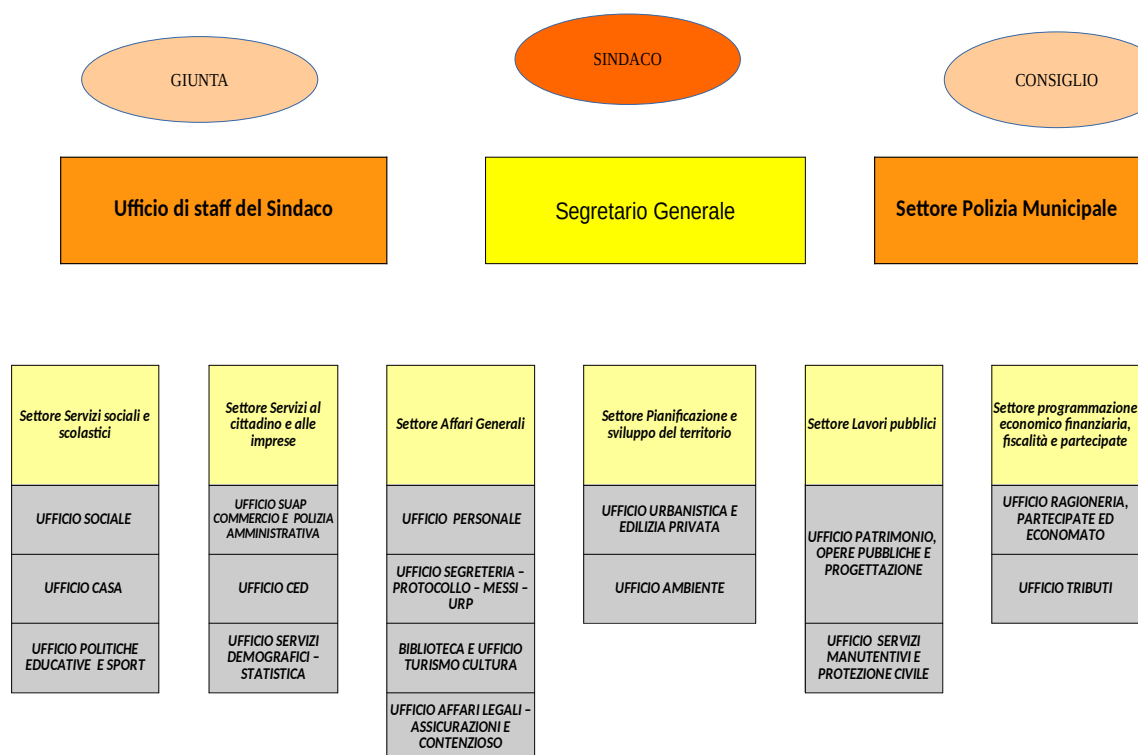 GIUNTA
SINDACO
CONSIGLIO
Ufficio di staff del Sindaco
Segretario Generale
Settore Polizia Municipale
Settore Servizi sociali e
scolastici
UFFICIO SOCIALE
UFFICIO CASA
UFFICIO POLITICHE
EDUCATIVE E SPORT
Settore Servizi al
cittadino e alle
imprese
UFFICIO SUAP
COMMERCIO E POLIZIA
AMMINISTRATIVA
UFFICIO CED
UFFICIO SERVIZI
DEMOGRAFICI –
STATISTICA
Settore Affari Generali
UFFICIO PERSONALE
UFFICIO SEGRETERIA –
PROTOCOLLO – MESSI –
URP
BIBLIOTECA E UFFICIO
TURISMO CULTURA
UFFICIO AFFARI LEGALI –
ASSICURAZIONI E
CONTENZIOSO
Settore Pianificazione e
sviluppo del territorio
UFFICIO URBANISTICA E
EDILIZIA PRIVATA
UFFICIO AMBIENTE
Settore Lavori pubblici
UFFICIO PATRIMONIO,
OPERE PUBBLICHE E
PROGETTAZIONE
UFFICIO SERVIZI
MANUTENTIVI E
PROTEZIONE CIVILE
Settore programmazione
economico finanziaria,
fiscalità e partecipate
UFFICIO RAGIONERIA,
PARTECIPATE ED
ECONOMATO
UFFICIO TRIBUTI